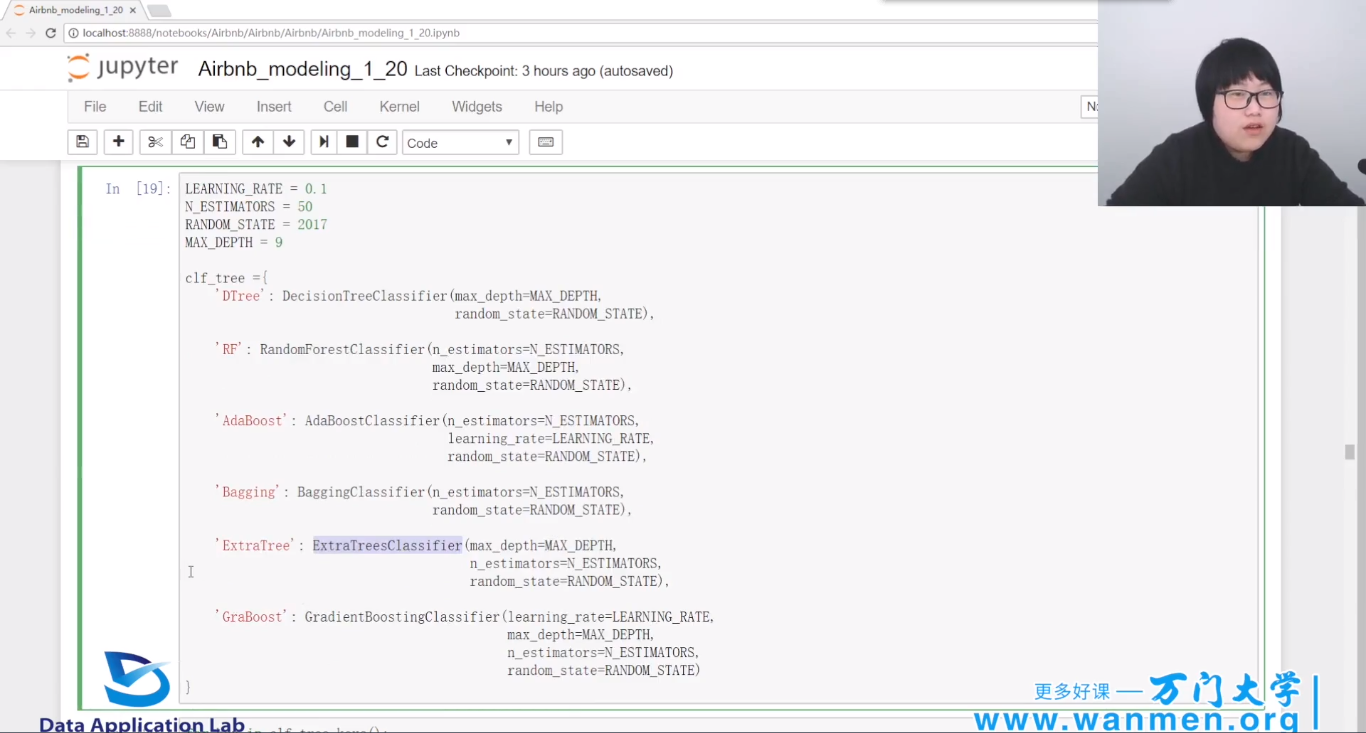 Airbnb_modeling_1_20
localhost:8888/notebooks/Airbnb/Airbnb/Airbnb/Airbnb_modeling_1_20.ipynb
jupyter Airbnb_modeling_1_20 Last Checkpoint: 3 hours ago (autosaved)
File Edit View Insert Cell Kernel Widgets Help
Code
In [19]:
LEARNING_RATE = 0.1
N_ESTIMATORS = 50
RANDOM_STATE = 2017
MAX_DEPTH = 9
clf_tree ={
'DTree': DecisionTreeClassifier(max_depth=MAX_DEPTH,
random_state=RANDOM_STATE),
'RF': RandomForestClassifier(n_estimators=N_ESTIMATORS,
max_depth=MAX_DEPTH,
random_state=RANDOM_STATE),
'AdaBoost': AdaBoostClassifier(n_estimators=N_ESTIMATORS,
learning_rate=LEARNING_RATE,
random_state=RANDOM_STATE),
'Bagging': BaggingClassifier(n_estimators=N_ESTIMATORS,
random_state=RANDOM_STATE),
'ExtraTree': ExtraTreesClassifier(max_depth=MAX_DEPTH,
n_estimators=N_ESTIMATORS,
random_state=RANDOM_STATE),
'GraBoost': GradientBoostingClassifier(learning_rate=LEARNING_RATE,
max_depth=MAX_DEPTH,
n_estimators=N_ESTIMATORS,
random_state=RANDOM_STATE)
}
Data Application Lab
更多好课 — 万门大学
www.wanmen.org